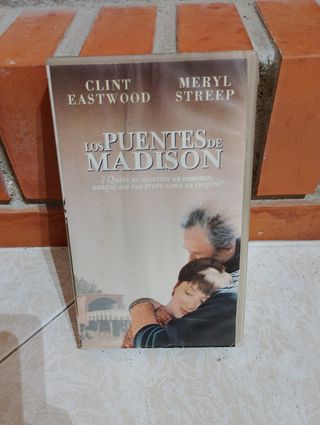 CLINT EASTWOOD
MERYL STREEP
LOS PUENTES DE
MADISON
¿Quién no necesita un romance,
aunque sea tan breve como un suspiro?